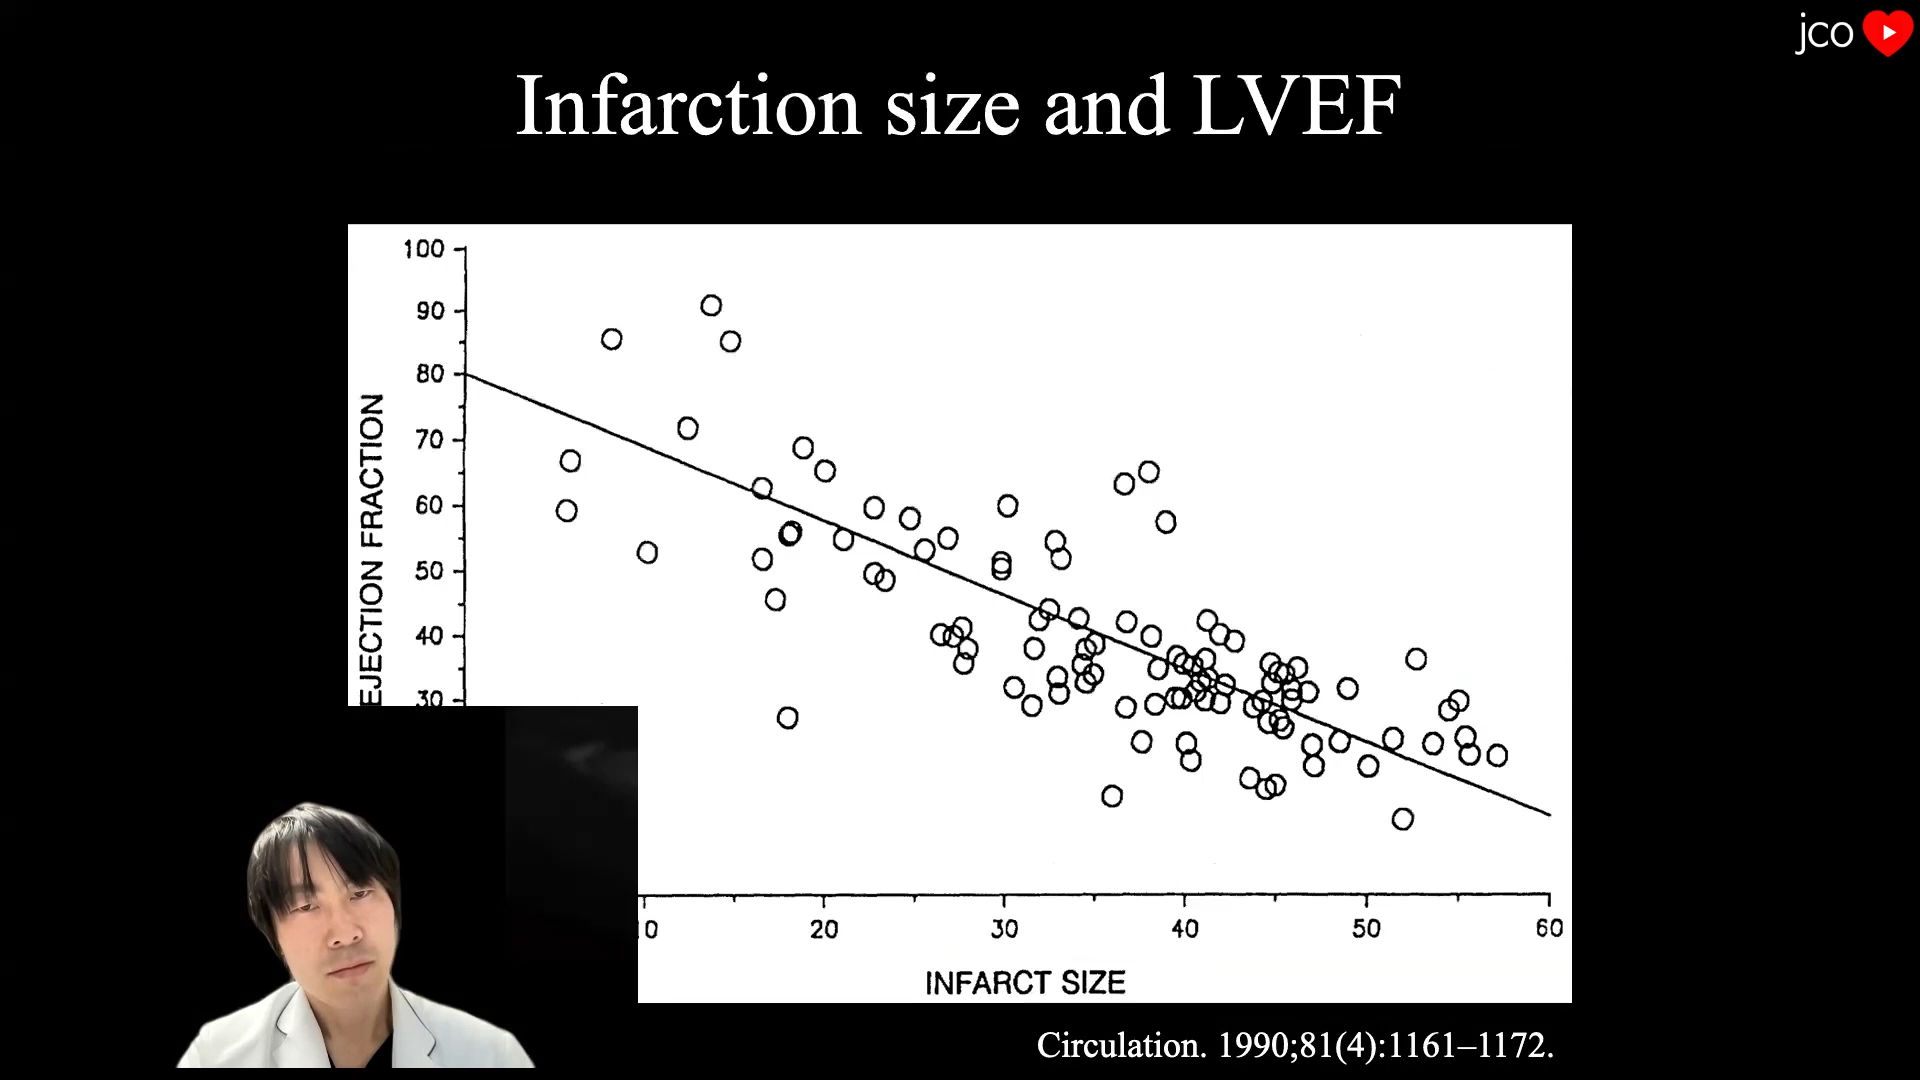 jco
Infarction size and LVEF
100
90
80
70
60
50
40
30
EJECTION FRACTION
0
20
30
40
50
60
INFARCT SIZE
Circulation. 1990;81(4):1161–1172.